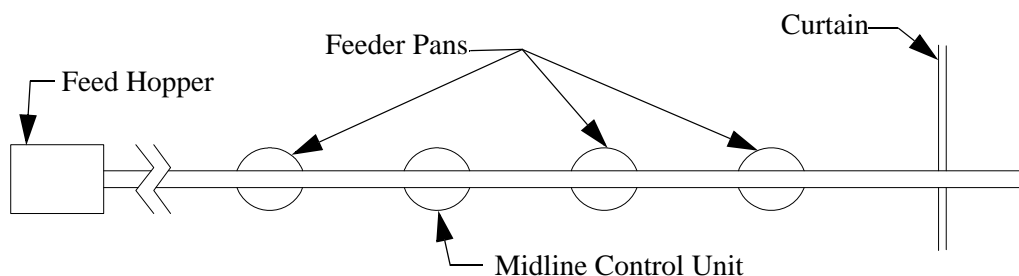 Curtain
Feeder Pans
Feed Hopper
Midline Control Unit